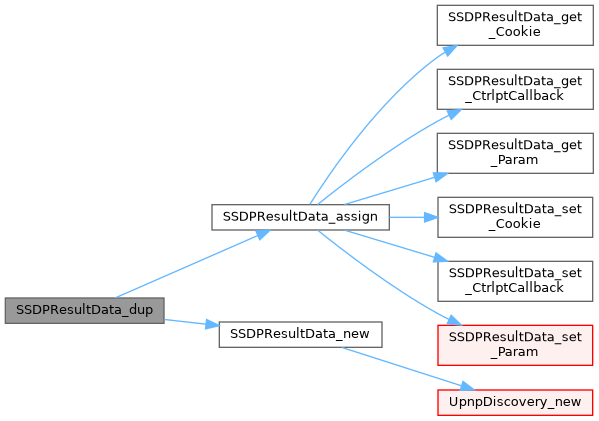 SSDPResultData_get
_Cookie
SSDPResultData_get
_CtrlptCallback
SSDPResultData_get
_Param
SSDPResultData_assign
SSDPResultData_set
_Cookie
SSDPResultData_set
_CtrlptCallback
SSDPResultData_dup
SSDPResultData_new
SSDPResultData_set
_Param
UpnpDiscovery_new